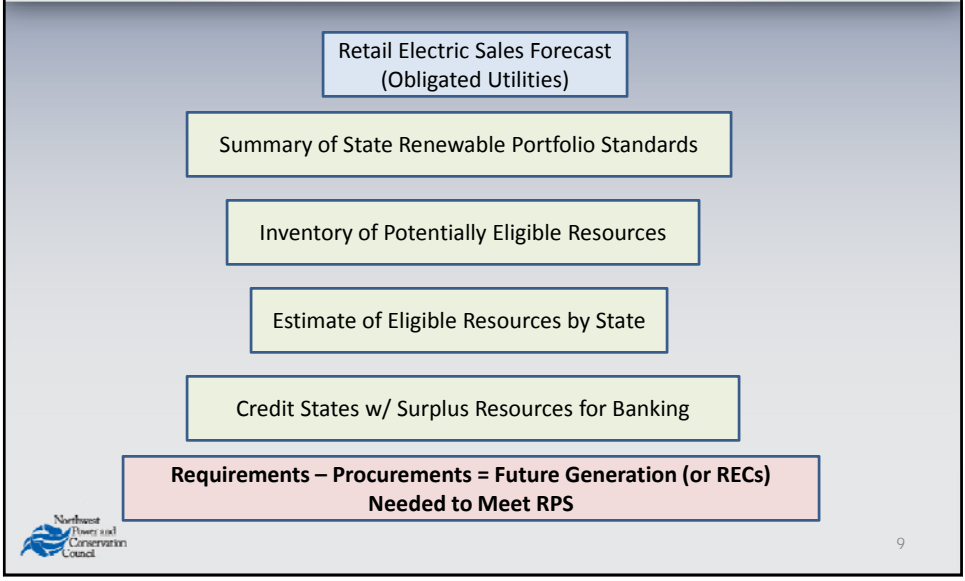 Retail Electric Sales Forecast
(Obligated Utilities)
Summary of State Renewable Portfolio Standards
Inventory of Potentially Eligible Resources
Estimate of Eligible Resources by State
Credit States w/ Surplus Resources for Banking
Requirements – Procurements = Future Generation (or RECs)
Needed to Meet RPS
Northwest
Power and
Conservation
Council
9